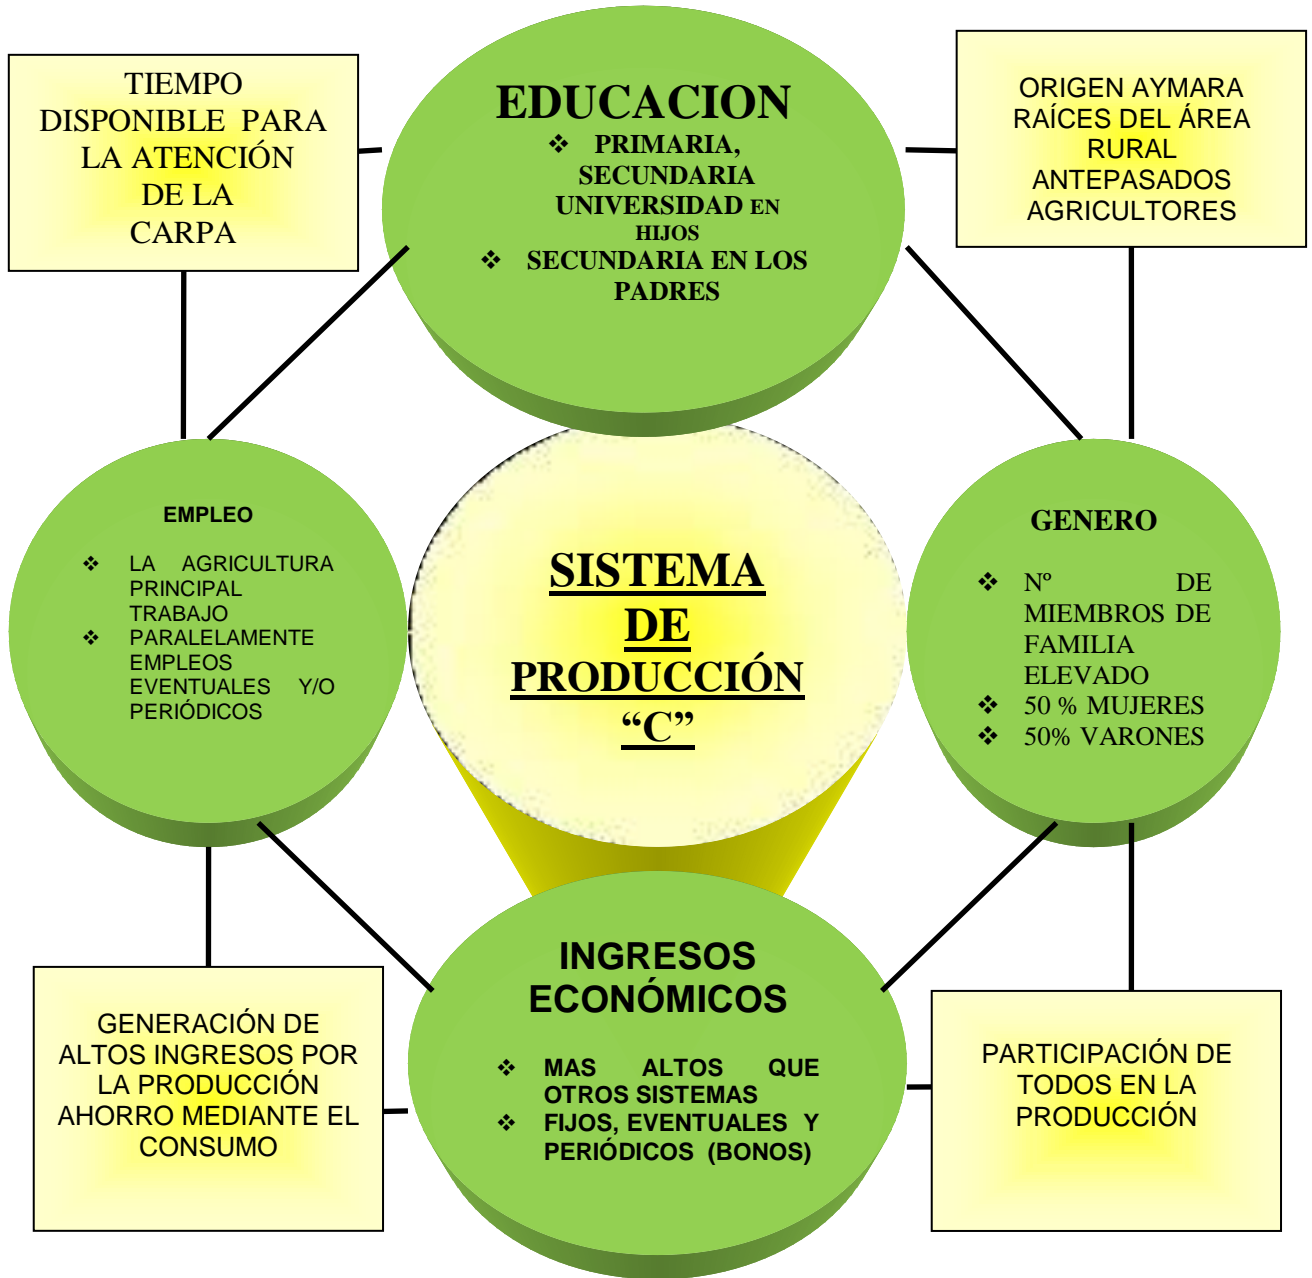 TIEMPO
DISPONIBLE PARA
LA ATENCIÓN
DE LA
CARPA
EDUCACION
❖ PRIMARIA,
SECUNDARIA
UNIVERSIDAD EN
HIJOS
❖ SECUNDARIA EN LOS
PADRES
ORIGEN AYMARA
RAÍCES DEL ÁREA
RURAL
ANTEPASADOS
AGRICULTORES
EMPLEO
❖ LA AGRICULTURA
PRINCIPAL
TRABAJO
❖ PARALELAMENTE
EMPLEOS
EVENTUALES Y/O
PERIÓDICOS
SISTEMA
DE
PRODUCCIÓN
“C”
GENERO
❖ Nº DE
MIEMBROS DE
FAMILIA
ELEVADO
❖ 50 % MUJERES
❖ 50% VARONES
GENERACIÓN DE
ALTOS INGRESOS POR
LA PRODUCCIÓN
AHORRO MEDIANTE EL
CONSUMO
INGRESOS
ECONÓMICOS
❖ MAS ALTOS QUE
OTROS SISTEMAS
❖ FIJOS, EVENTUALES Y
PERIÓDICOS (BONOS)
PARTICIPACIÓN DE
TODOS EN LA
PRODUCCIÓN